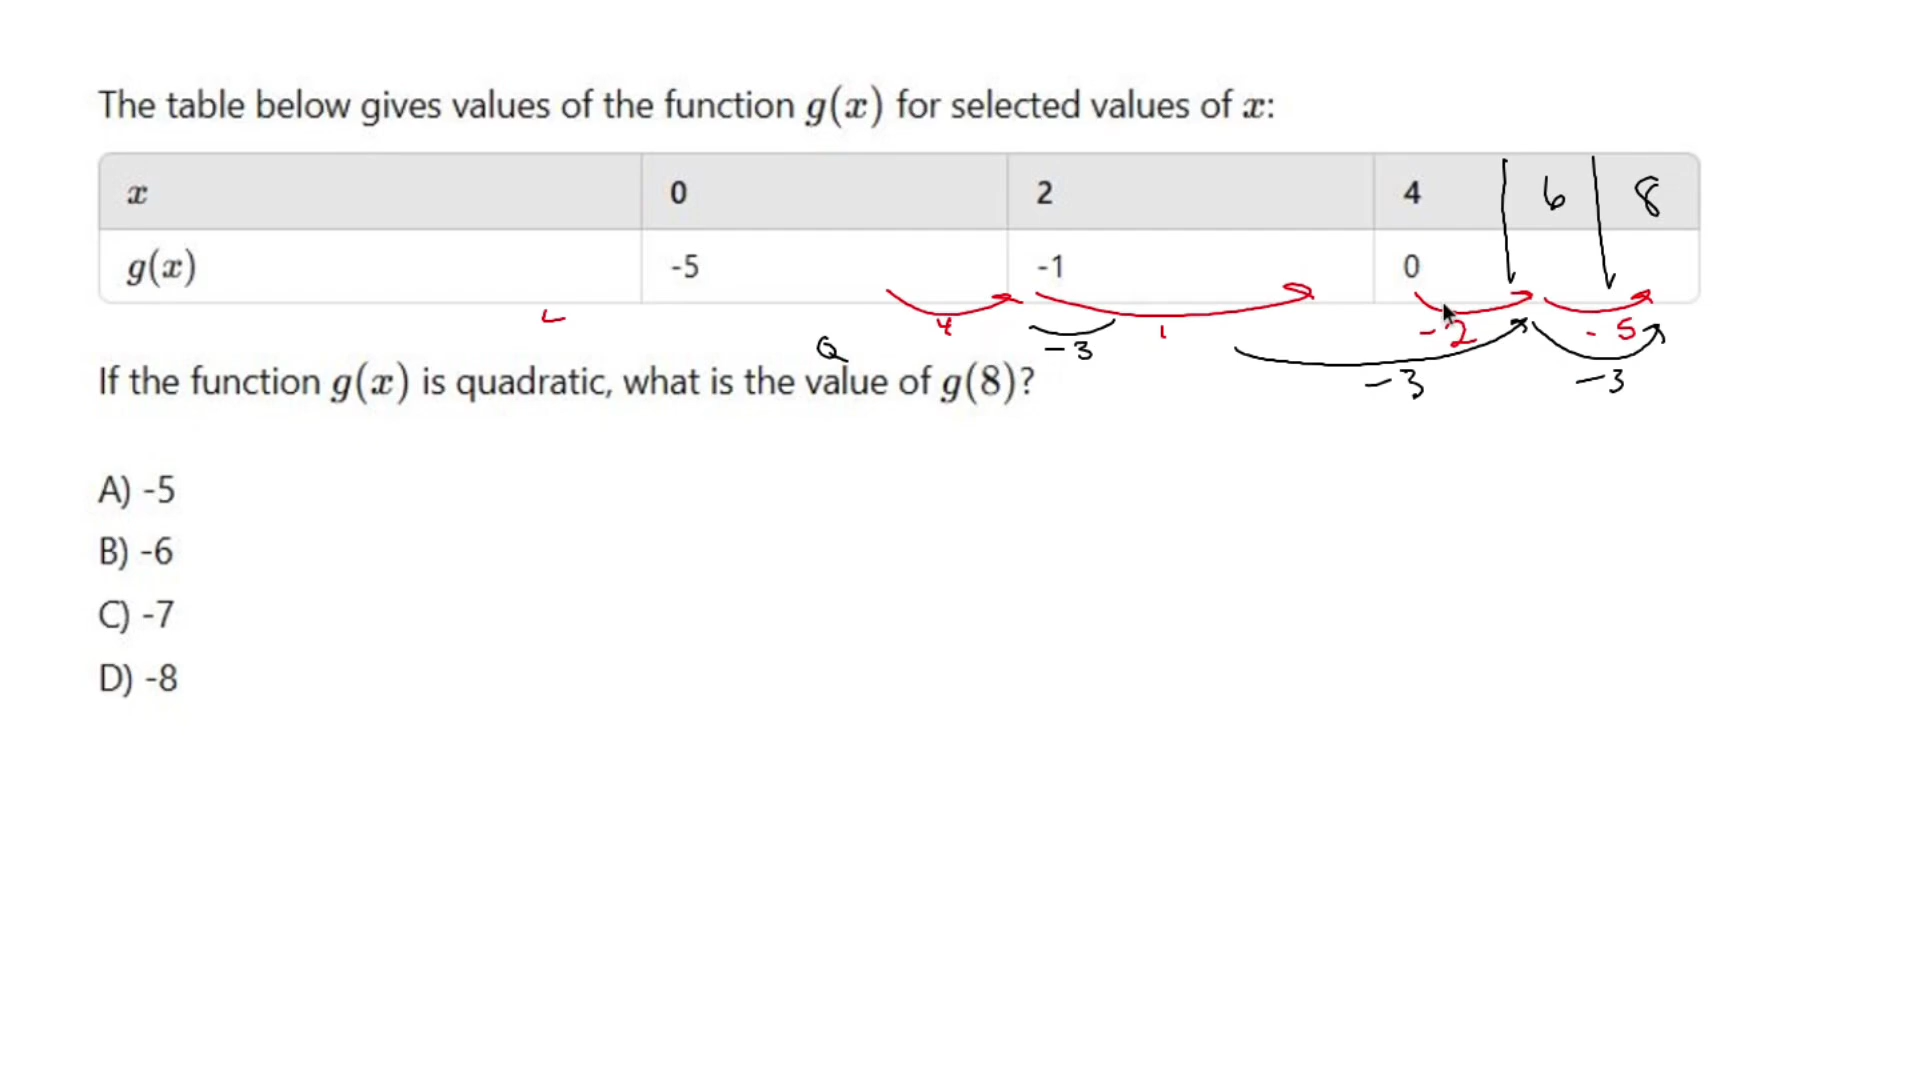 The table below gives values of the function g(x) for selected values of x:
x 0 2 4 6 8
g(x) -5 -1 0
L 4 1 -2 -5
Q -3 -3 -3
If the function g(x) is quadratic, what is the value of g(8)?
A) -5
B) -6
C) -7
D) -8